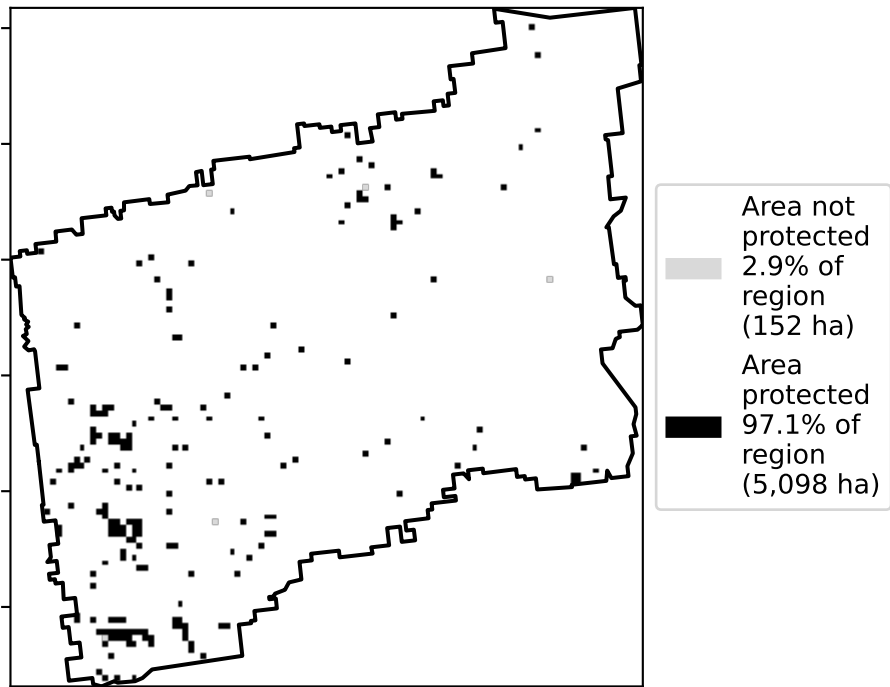 Area not
protected
2.9% of
region
(152 ha)
Area
protected
97.1% of
region
(5,098 ha)